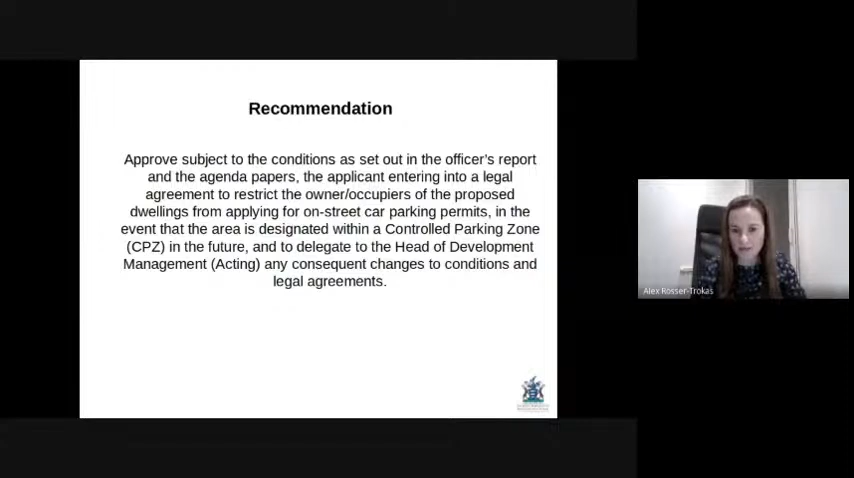 Recommendation
Approve subject to the conditions as set out in the officer's report
and the agenda papers, the applicant entering into a legal
agreement to restrict the owner/occupiers of the proposed
dwellings from applying for on-street car parking permits, in the
event that the area is designated within a Controlled Parking Zone
(CPZ) in the future, and to delegate to the Head of Development
Management (Acting) any consequent changes to conditions and
legal agreements.
Alex Rosser-Trokas